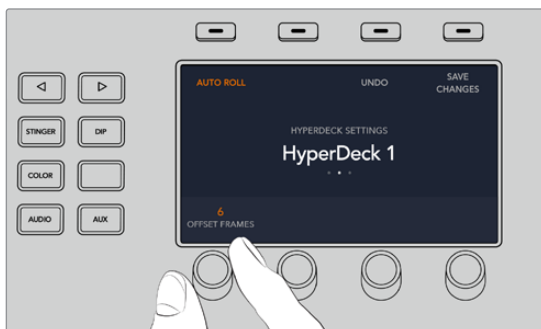 AUTO ROLL
UNDO
SAVE
CHANGES
HYPERDECK SETTINGS
HyperDeck 1
6
OFFSET FRAMES
STINGER
DIP
COLOR
AUDIO
AUX